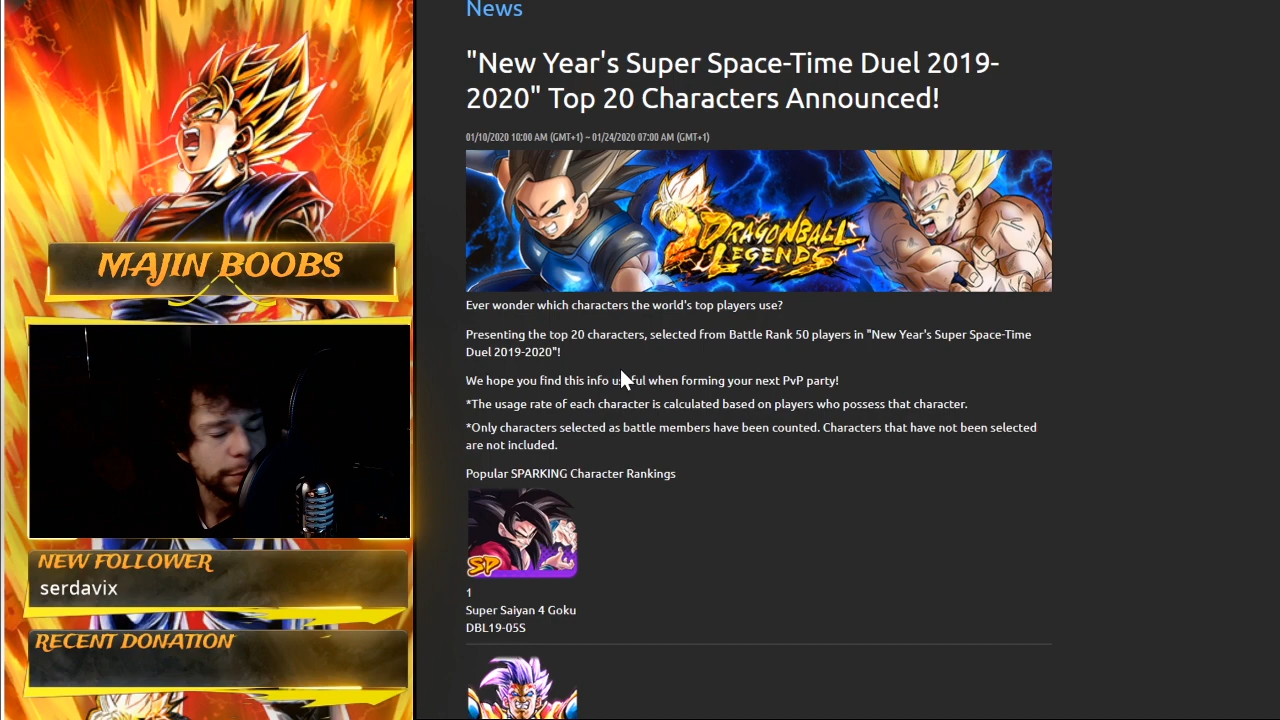 MAJIN BOOBS
NEW FOLLOWER
serdavix
RECENT DONATION
News
"New Year's Super Space-Time Duel 2019-
2020" Top 20 Characters Announced!
01/10/2020 10:00 AM (GMT+1) – 01/24/2020 07:00 AM (GMT+1)
DRAGONBALL
LEGENDS
Ever wonder which characters the world's top players use?
Presenting the top 20 characters, selected from Battle Rank 50 players in "New Year's Super Space-Time
Duel 2019-2020"!
We hope you find this info useful when forming your next PvP party!
*The usage rate of each character is calculated based on players who possess that character.
*Only characters selected as battle members have been counted. Characters that have not been selected
are not included.
Popular SPARKING Character Rankings
SP
1
Super Saiyan 4 Goku
DBL19-05S